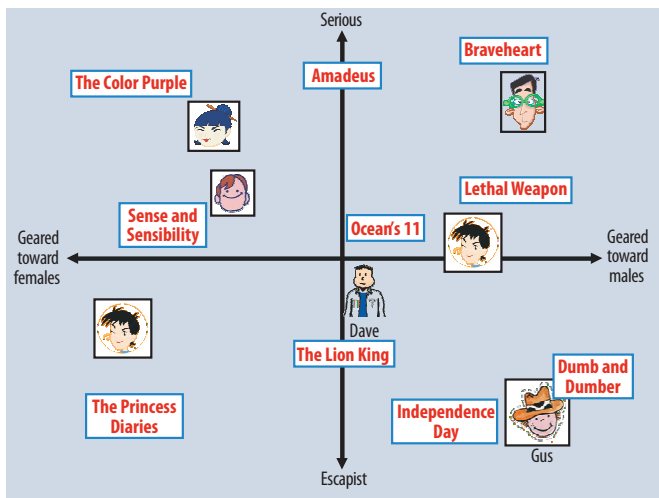 Serious
Braveheart
Amadeus
The Color Purple
Lethal Weapon
Sense and
Sensibility
Ocean's 11
Geared
toward
females
Geared
toward
males
Dave
The Lion King
Dumb and
Dumber
The Princess
Diaries
Independence
Day
Gus
Escapist